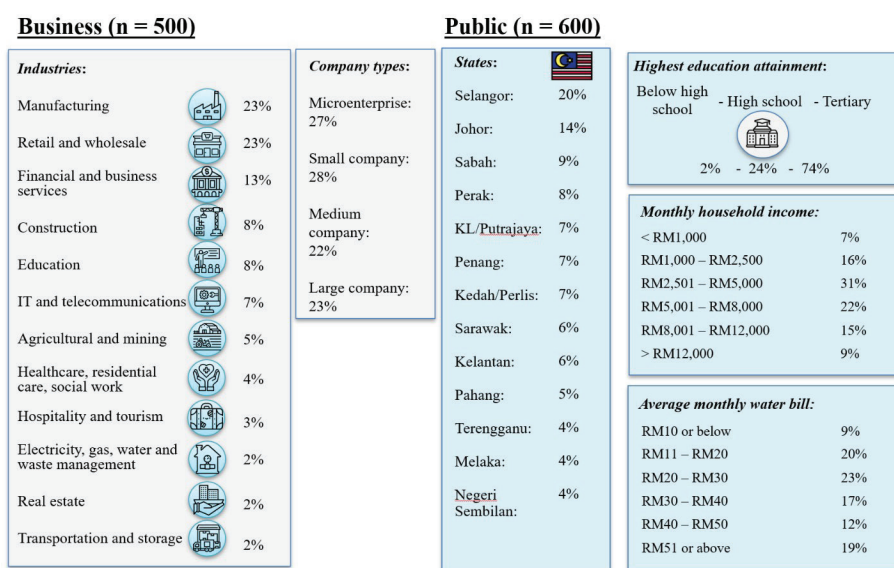 Business (n = 500)
Industries:
Manufacturing 23%
Retail and wholesale 23%
Financial and business
services 13%
Construction 8%
Education 8%
IT and telecommunications 7%
Agricultural and mining 5%
Healthcare, residential
care, social work 4%
Hospitality and tourism 3%
Electricity, gas, water and
waste management 2%
Real estate 2%
Transportation and storage 2%
Company types:
Microenterprise:
27%
Small company:
28%
Medium
company:
22%
Large company:
23%
Public (n = 600)
States:
Selangor: 20%
Johor: 14%
Sabah: 9%
Perak: 8%
KL/Putrajaya: 7%
Penang: 7%
Kedah/Perlis: 7%
Sarawak: 6%
Kelantan: 6%
Pahang: 5%
Terengganu: 4%
Melaka: 4%
Negeri 4%
Sembilan:
Highest education attainment:
Below high
school - High school - Tertiary
2% - 24% - 74%
Monthly household income:
< RM1,000 7%
RM1,000 – RM2,500 16%
RM2,501 – RM5,000 31%
RM5,001 – RM8,000 22%
RM8,001 – RM12,000 15%
> RM12,000 9%
Average monthly water bill:
RM10 or below 9%
RM11 – RM20 20%
RM20 – RM30 23%
RM30 – RM40 17%
RM40 – RM50 12%
RM51 or above 19%